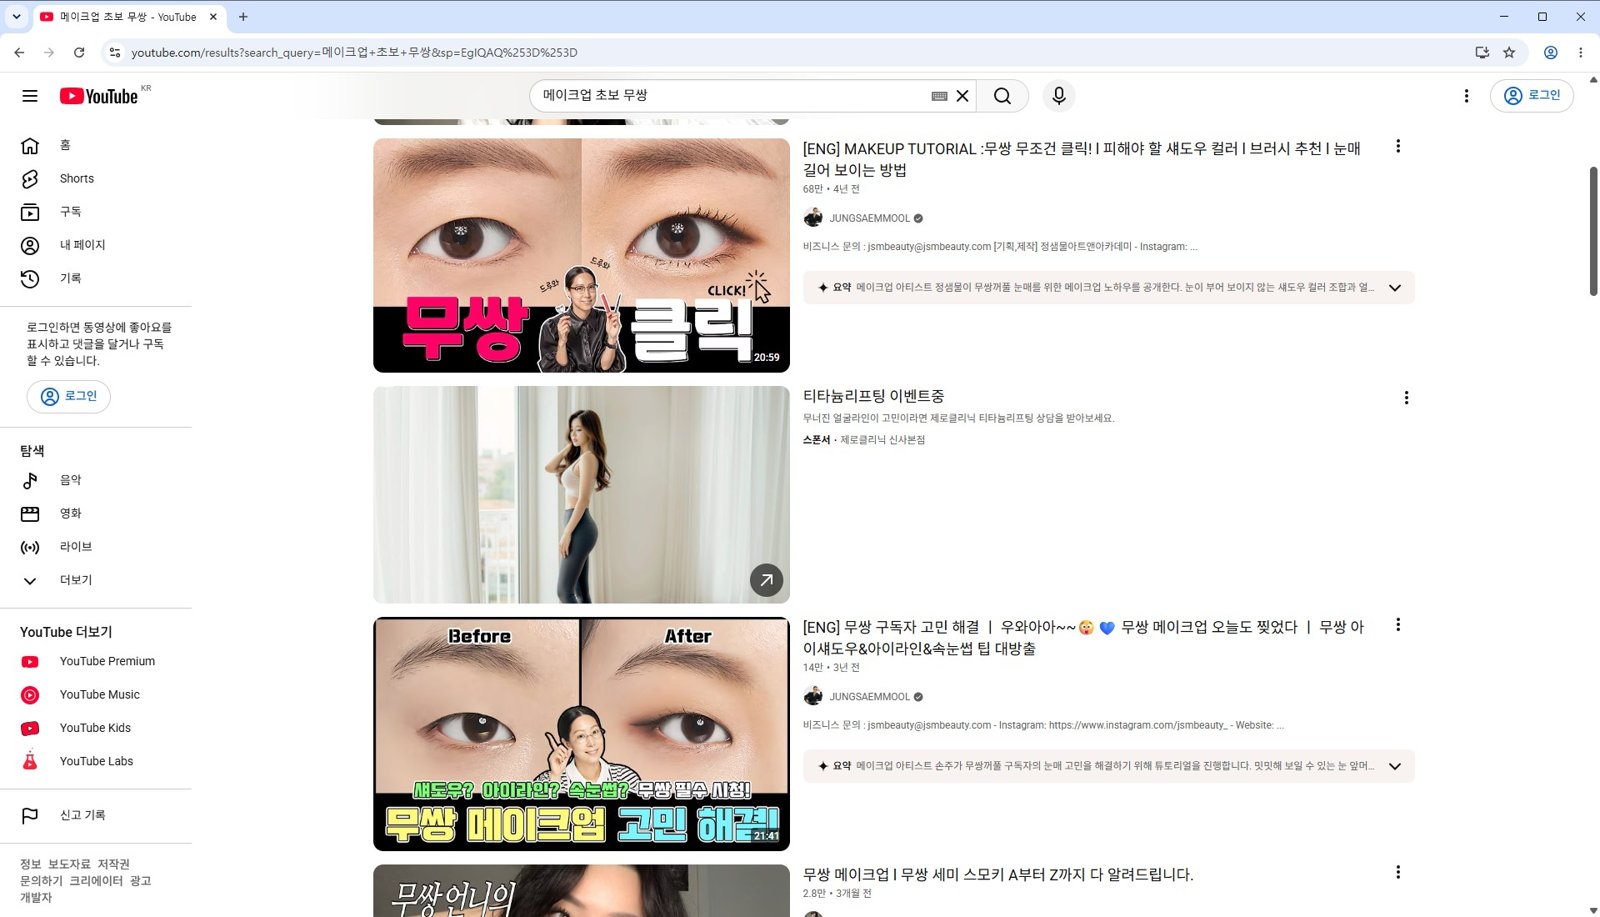 메이크업 초보 무쌍 - YouTube
youtube.com/results?search_query=메이크업+초보+무쌍&sp=EgIQAQ%253D%253D
YouTube KR
메이크업 초보 무쌍
로그인
홈
Shorts
구독
내 페이지
기록
로그인하면 동영상에 좋아요를
표시하고 댓글을 달거나 구독
할 수 있습니다.
로그인
탐색
음악
영화
라이브
더보기
YouTube 더보기
YouTube Premium
YouTube Music
YouTube Kids
YouTube Labs
신고 기록
정보 보도자료 저작권
문의하기 크리에이터 광고
개발자
드루와
드루와
CLICK!
무쌍 클릭
20:59
[ENG] MAKEUP TUTORIAL :무쌍 무조건 클릭! l 피해야 할 섀도우 컬러 l 브러시 추천 l 눈매
길어 보이는 방법
68만 • 4년 전
JUNGSAEMMOOL
비즈니스 문의 : jsmbeauty@jsmbeauty.com [기획,제작] 정샘물아트앤아카데미 - Instagram: ...
요약 메이크업 아티스트 정샘물이 무쌍꺼풀 눈매를 위한 메이크업 노하우를 공개한다. 눈이 부어 보이지 않는 섀도우 컬러 조합과 얼...
티타늄리프팅 이벤트중
무너진 얼굴라인이 고민이라면 제로클리닉 티타늄리프팅 상담을 받아보세요.
스폰서 · 제로클리닉 신사본점
Before
After
섀도우? 아이라인? 속눈썹? 무쌍 필수 시청!
무쌍 메이크업 고민 해결!
21:41
[ENG] 무쌍 구독자 고민 해결 ㅣ 우와아아~~😲 💙 무쌍 메이크업 오늘도 찢었다 ㅣ 무쌍 아
이섀도우&아이라인&속눈썹 팁 대방출
14만 • 3년 전
JUNGSAEMMOOL
비즈니스 문의 : jsmbeauty@jsmbeauty.com - Instagram: https://www.instagram.com/jsmbeauty_ - Website: ...
요약 메이크업 아티스트 손주가 무쌍꺼풀 구독자의 눈매 고민을 해결하기 위해 튜토리얼을 진행합니다. 밋밋해 보일 수 있는 눈 앞머...
무쌍언니의
무쌍 메이크업 l 무쌍 세미 스모키 A부터 Z까지 다 알려드립니다.
2.8만 • 3개월 전